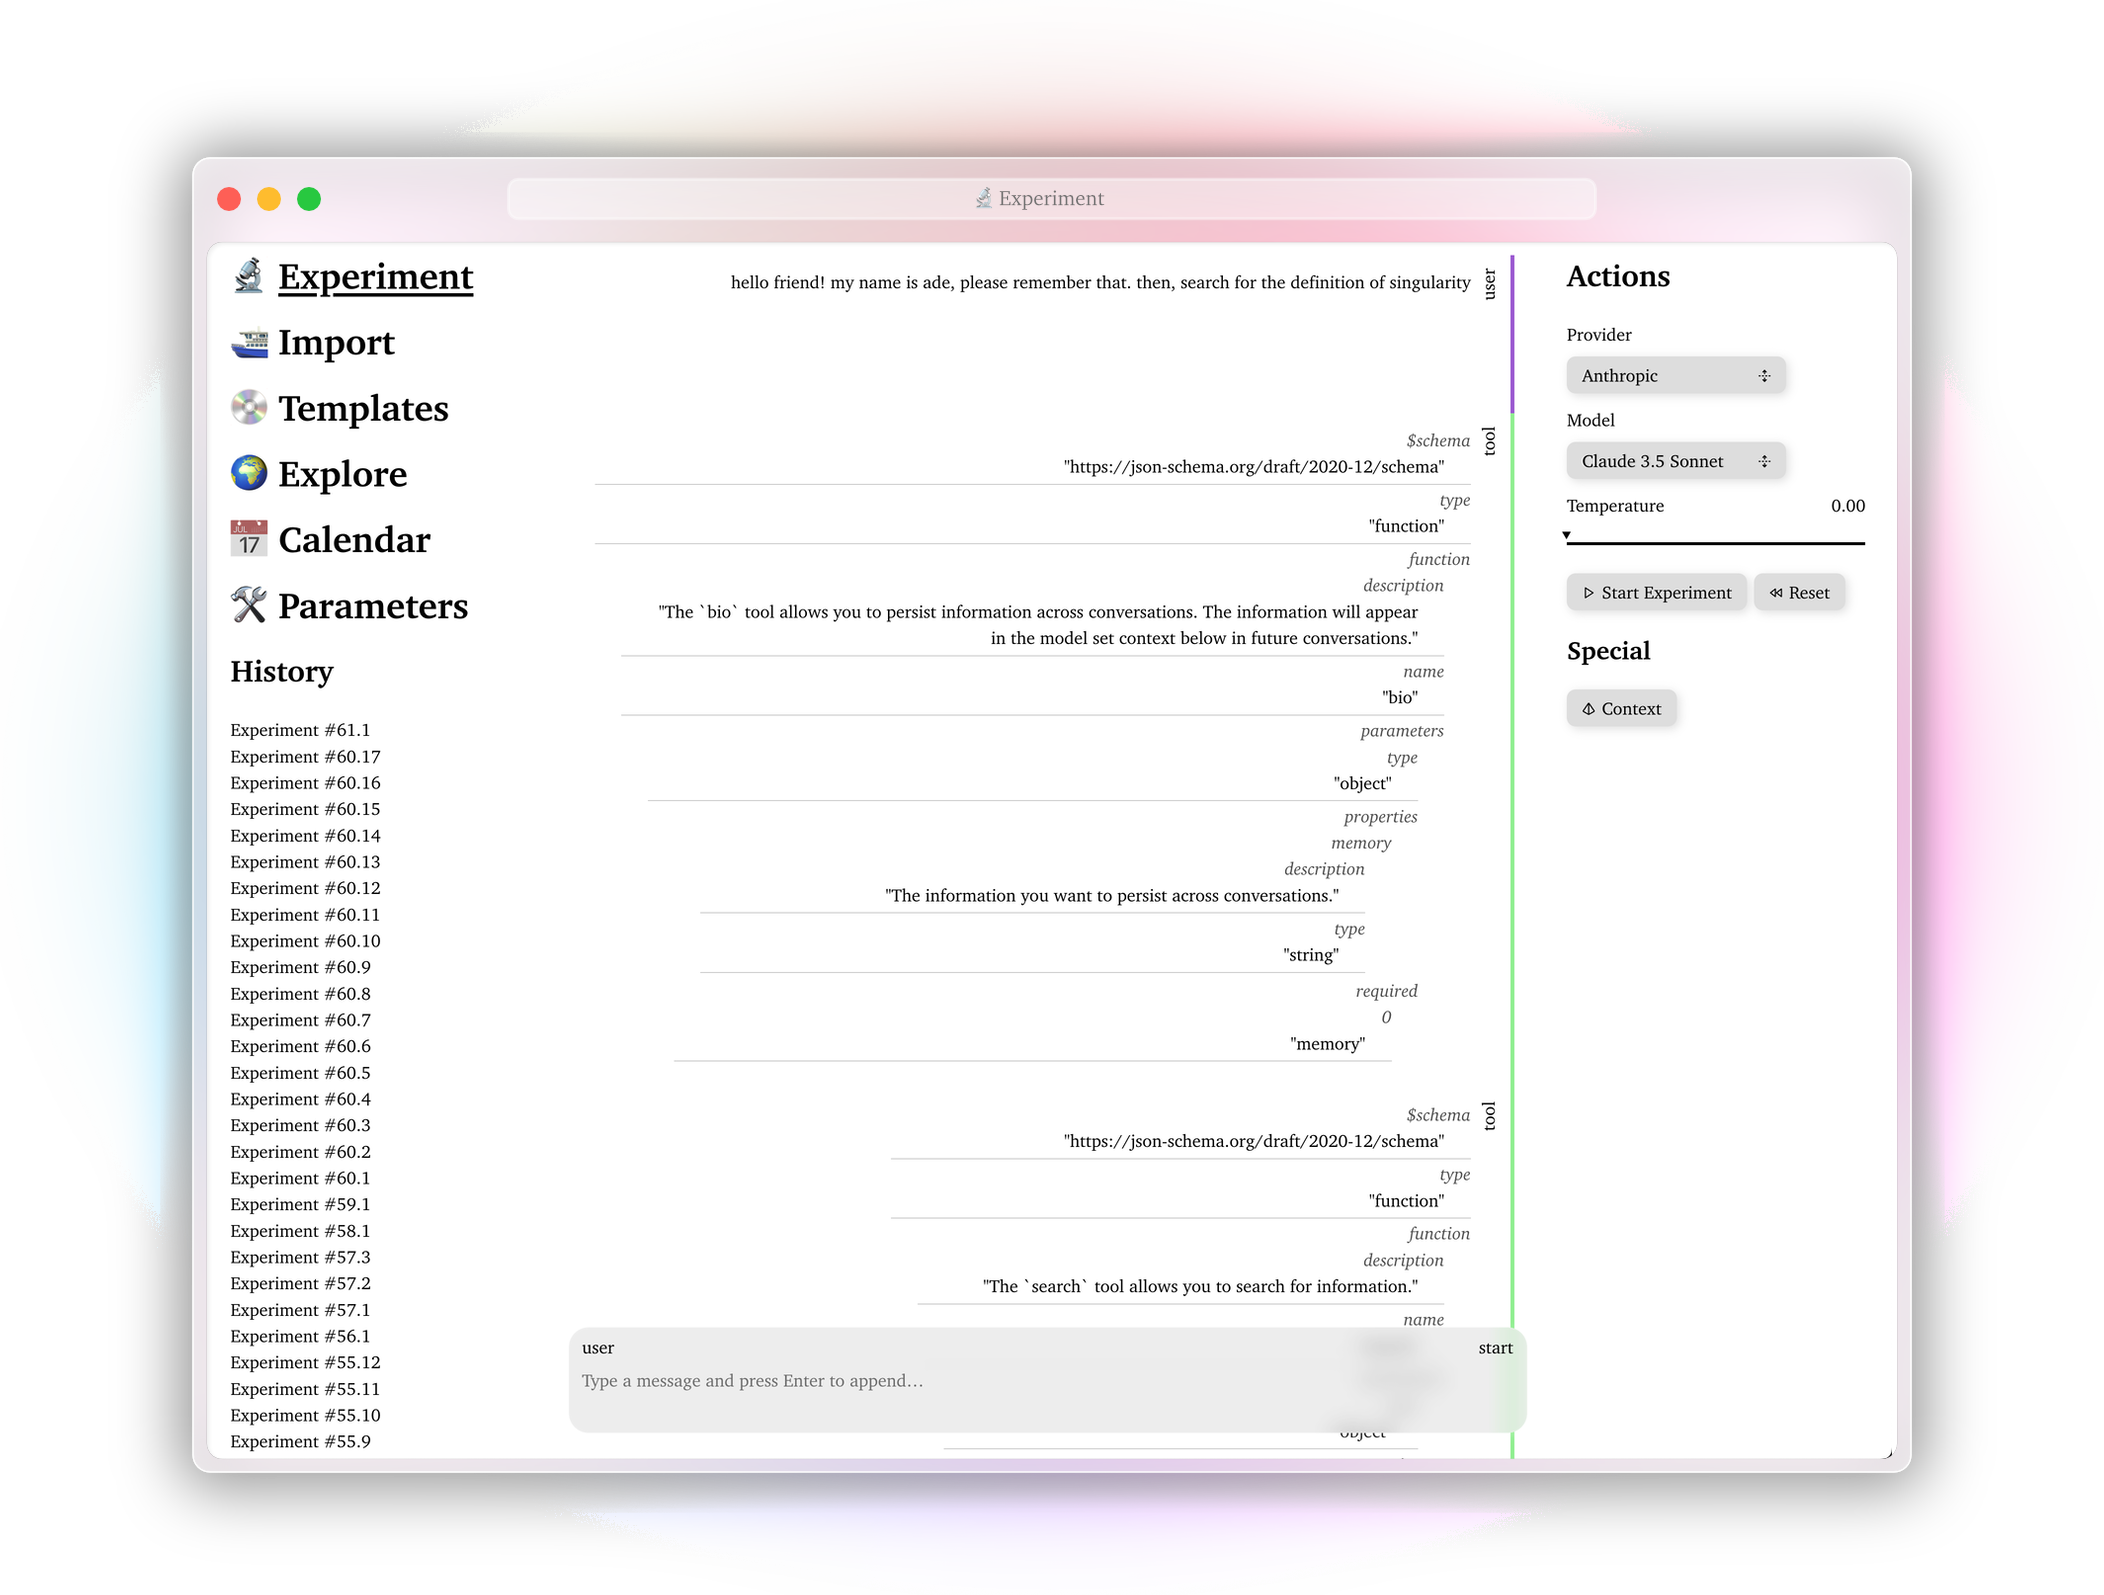 Experiment
Experiment
Import
Templates
Explore
JUL
17
Calendar
Parameters
History
Experiment #61.1
Experiment #60.17
Experiment #60.16
Experiment #60.15
Experiment #60.14
Experiment #60.13
Experiment #60.12
Experiment #60.11
Experiment #60.10
Experiment #60.9
Experiment #60.8
Experiment #60.7
Experiment #60.6
Experiment #60.5
Experiment #60.4
Experiment #60.3
Experiment #60.2
Experiment #60.1
Experiment #59.1
Experiment #58.1
Experiment #57.3
Experiment #57.2
Experiment #57.1
Experiment #56.1
Experiment #55.12
Experiment #55.11
Experiment #55.10
Experiment #55.9
hello friend! my name is ade, please remember that. then, search for the definition of singularity
user
tool
$schema
"https://json-schema.org/draft/2020-12/schema"
type
"function"
function
description
"The `bio` tool allows you to persist information across conversations. The information will appear
in the model set context below in future conversations."
name
"bio"
parameters
type
"object"
properties
memory
description
"The information you want to persist across conversations."
type
"string"
required
0
"memory"
tool
$schema
"https://json-schema.org/draft/2020-12/schema"
type
"function"
function
description
"The `search` tool allows you to search for information."
name
object
user
start
Type a message and press Enter to append…
Actions
Provider
Anthropic
Model
Claude 3.5 Sonnet
Temperature 0.00
Start Experiment
Reset
Special
Context